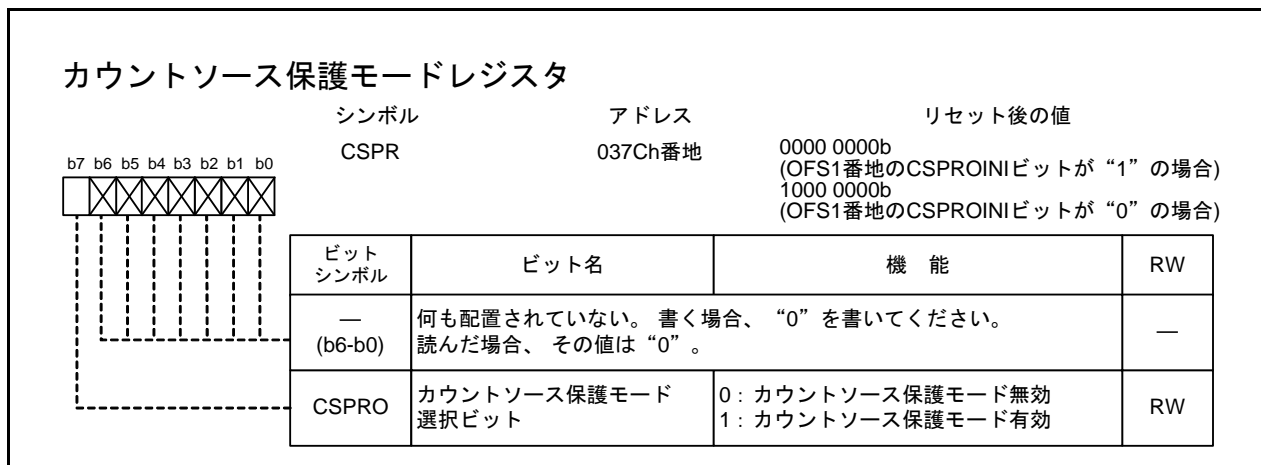 カウントソース保護モードレジスタ
シンボル アドレス リセット後の値
CSPR 037Ch番地 0000 0000b
(OFS1番地のCSPROINIビットが“1”の場合)
1000 0000b
(OFS1番地のCSPROINIビットが“0”の場合)
b7 b6 b5 b4 b3 b2 b1 b0
ビット
シンボル
ビット名
機 能
RW
—
(b6-b0)
何も配置されていない。 書く場合、 “0”を書いてください。
読んだ場合、 その値は“0”。
—
CSPRO
カウントソース保護モード
選択ビット
0 : カウントソース保護モード無効
1 : カウントソース保護モード有効
RW